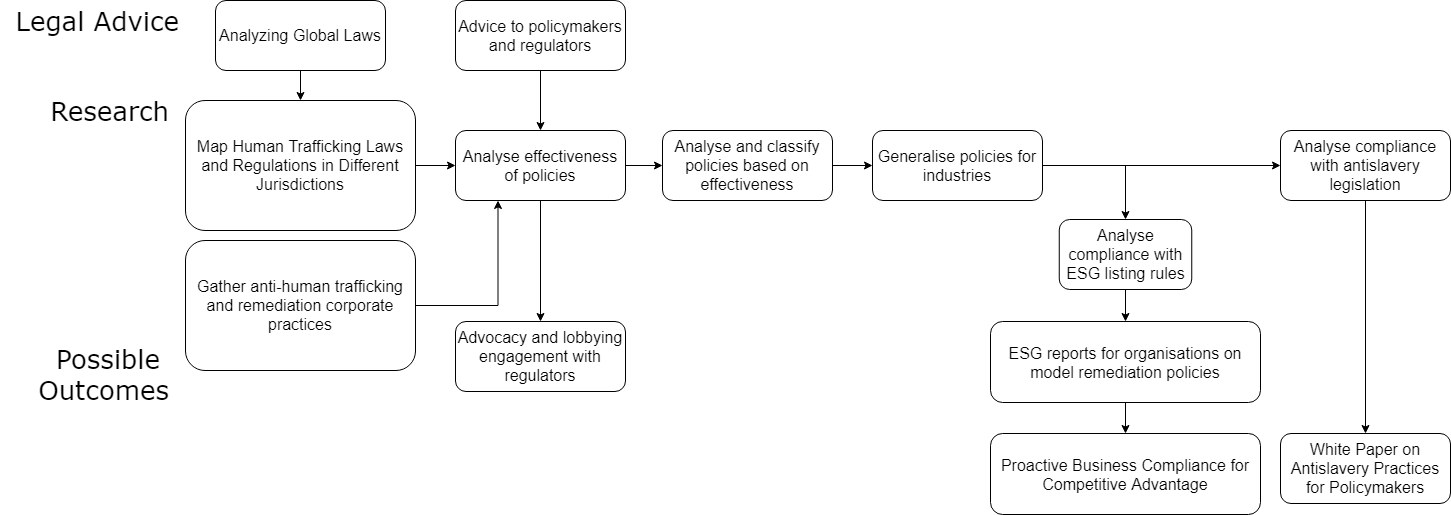 Legal Advice
Analyzing Global Laws
Advice to policymakers
and regulators
Research
Map Human Trafficking Laws
and Regulations in Different
Jurisdictions
Analyse effectiveness
of policies
Analyse and classify
policies based on
effectiveness
Generalise policies for
industries
Analyse compliance
with antislavery
legislation
Analyse
compliance with
ESG listing rules
Gather anti-human trafficking
and remediation corporate
practices
Possible
Outcomes
Advocacy and lobbying
engagement with
regulators
ESG reports for organisations on
model remediation policies
Proactive Business Compliance for
Competitive Advantage
White Paper on
Antislavery Practices
for Policymakers